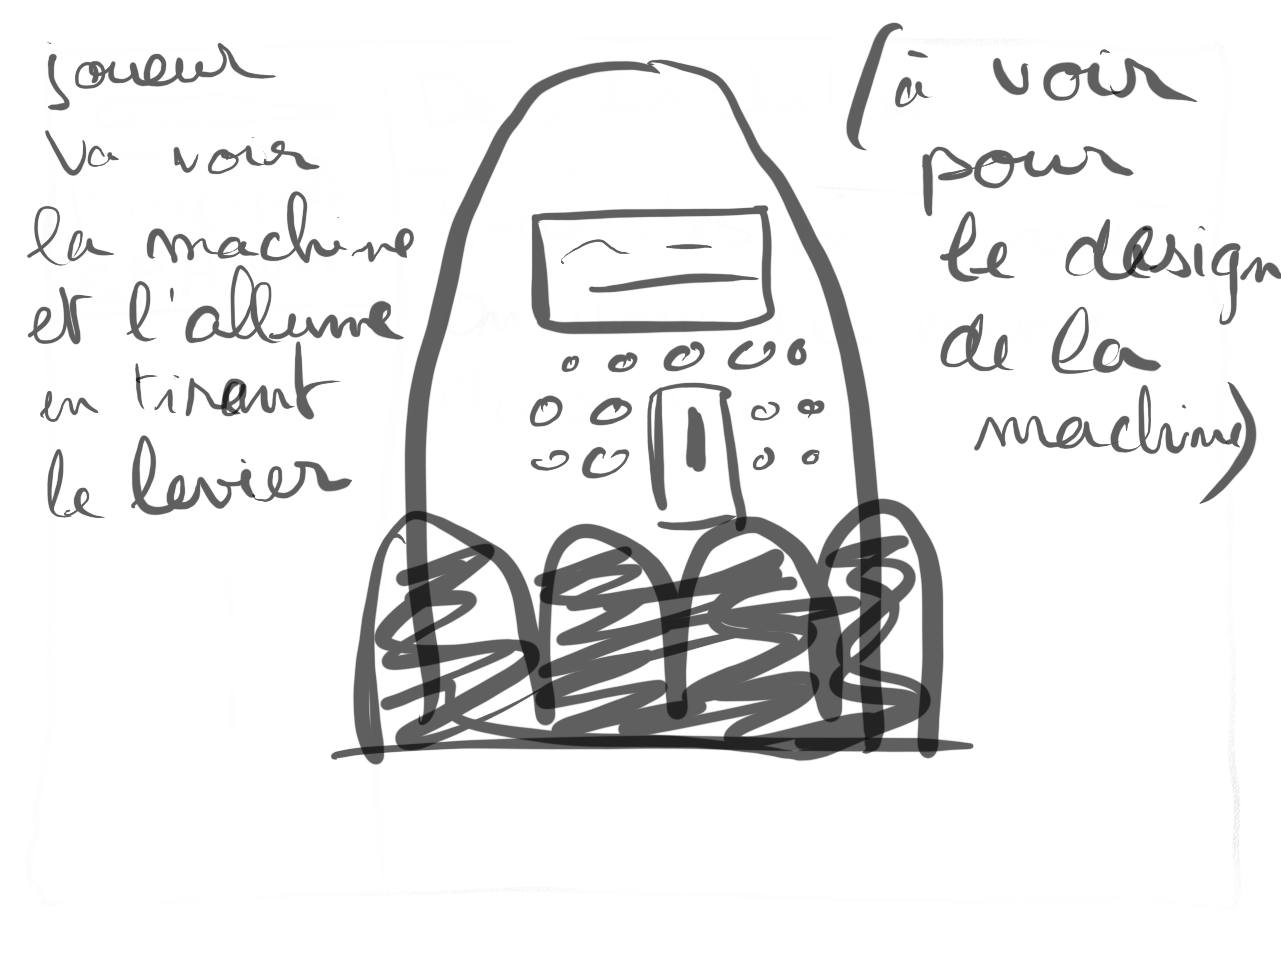 joueur
va voir
la machine
et l'allume
en tirant
le levier
(à voir
pour
le design
de la
machine)